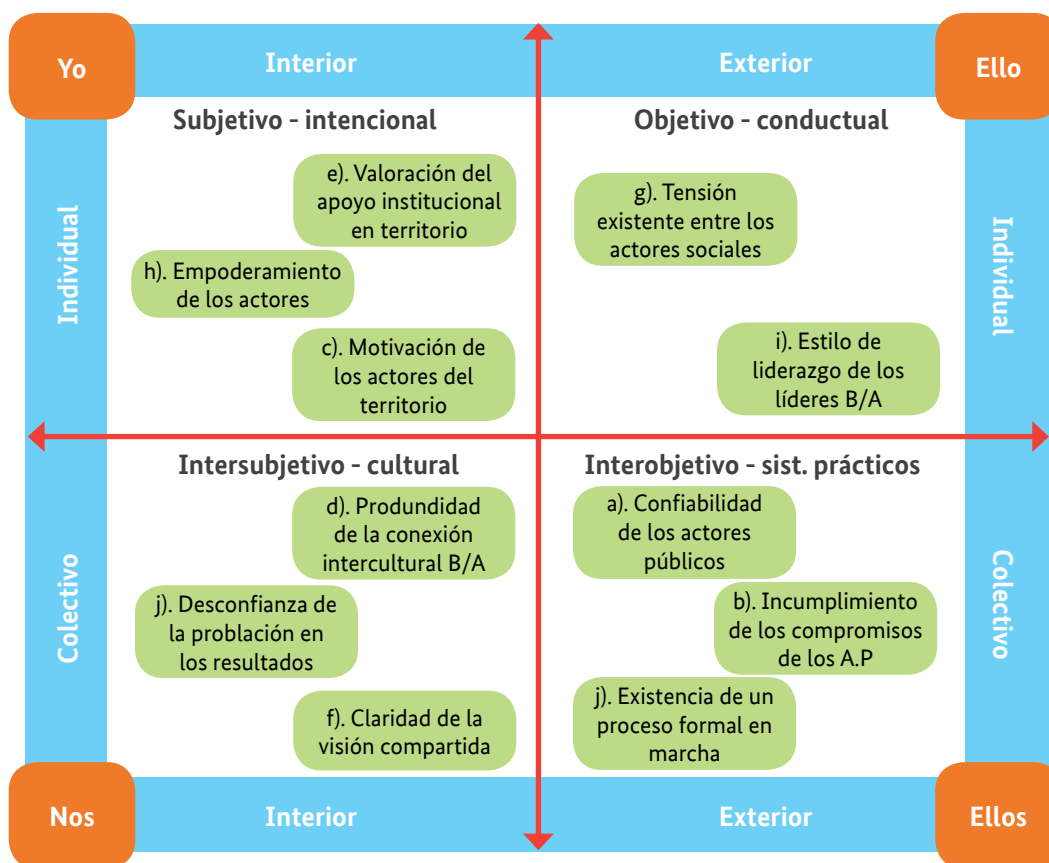 Yo
Interior
Exterior
Ello
Individual
Subjetivo - intencional
e). Valoración del
apoyo institucional
en territorio
h). Empoderamiento
de los actores
c). Motivación de
los actores del
territorio
Objetivo - conductual
g). Tensión
existente entre los
actores sociales
i). Estilo de
liderazgo de los
líderes B/A
Individual
Colectivo
Intersubjetivo - cultural
d). Produndidad
de la conexión
intercultural B/A
j). Desconfianza de
la problación en
los resultados
f). Claridad de la
visión compartida
Interobjetivo - sist. prácticos
a). Confiabilidad
de los actores
públicos
b). Incumplimiento
de los compromisos
de los A.P
j). Existencia de un
proceso formal en
marcha
Colectivo
Nos
Interior
Exterior
Ellos